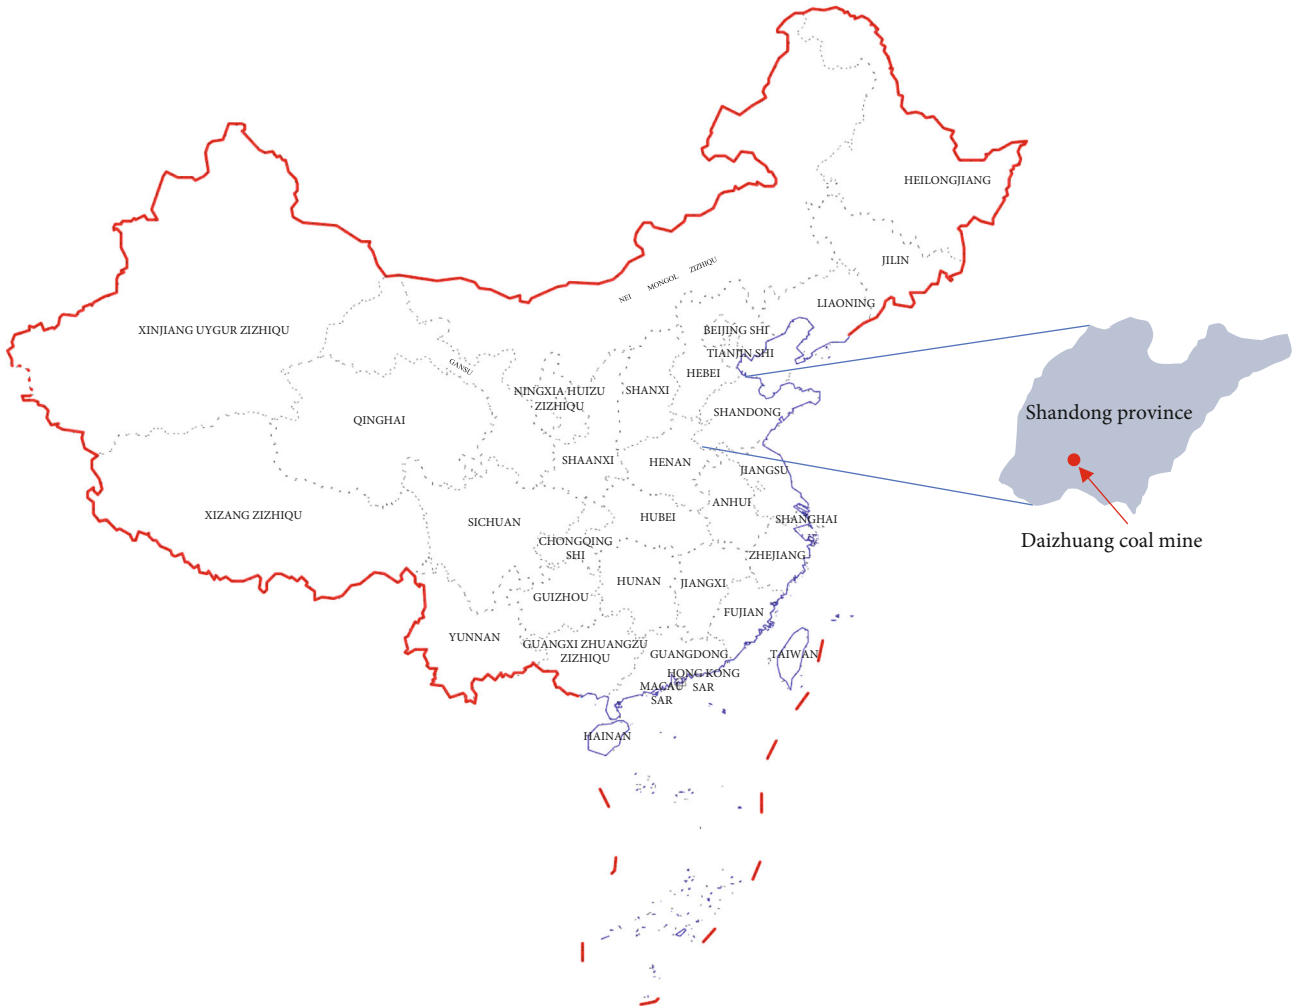 HEILONGJIANG
JILIN
NEI MONGOL ZIZHIQU
LIAONING
XINJIANG UYGUR ZIZHIQU
BEIJING SHI
TIANJIN SHI
GANSU
HEBEI
NINGXIA HUIZU
ZIZHIQU
SHANXI
QINGHAI
SHANDONG
Shandong province
SHAANXI
HENAN
JIANGSU
ANHUI
XIZANG ZIZHIQU
SICHUAN
HUBEI
SHANGHAI
CHONGQING
SHI
ZHEJIANG
Daizhuang coal mine
HUNAN
JIANGXI
GUIZHOU
FUJIAN
YUNNAN
GUANGXI ZHUANGZU
ZIZHIQU
GUANGDONG
TAIWAN
HONG KONG
SAR
MACAU
SAR
HAINAN